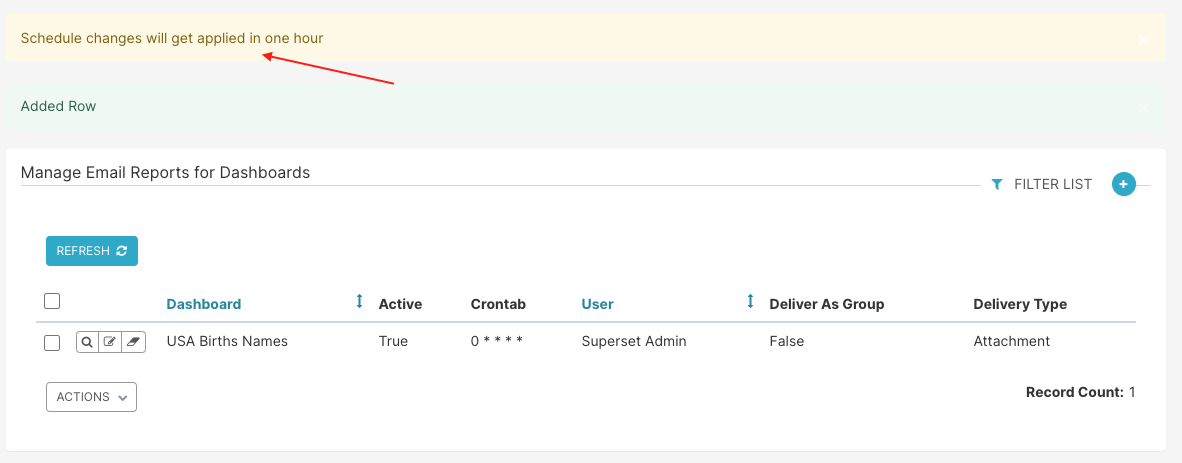 Schedule changes will get applied in one hour
Added Row
Manage Email Reports for Dashboards
FILTER LIST
REFRESH
Dashboard Active Crontab User Deliver As Group Delivery Type
USA Births Names True 0 * * * * Superset Admin False Attachment
ACTIONS
Record Count: 1